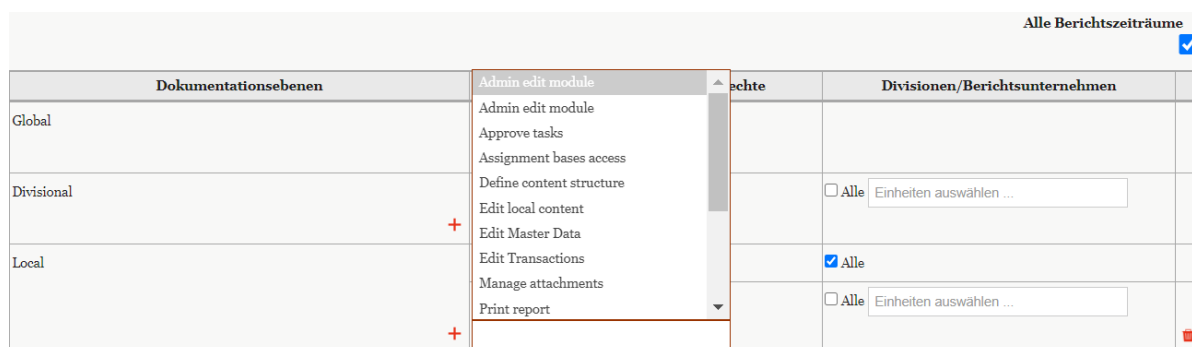 Alle Berichtszeiträume
Dokumentationsebenen
echte
Divisionen/Berichtsunternehmen
Admin edit module
Admin edit module
Approve tasks
Assignment bases access
Define content structure
Edit local content
Edit Master Data
Edit Transactions
Manage attachments
Print report
Global
Divisional
Alle Einheiten auswählen ...
Local
Alle
Alle Einheiten auswählen ...